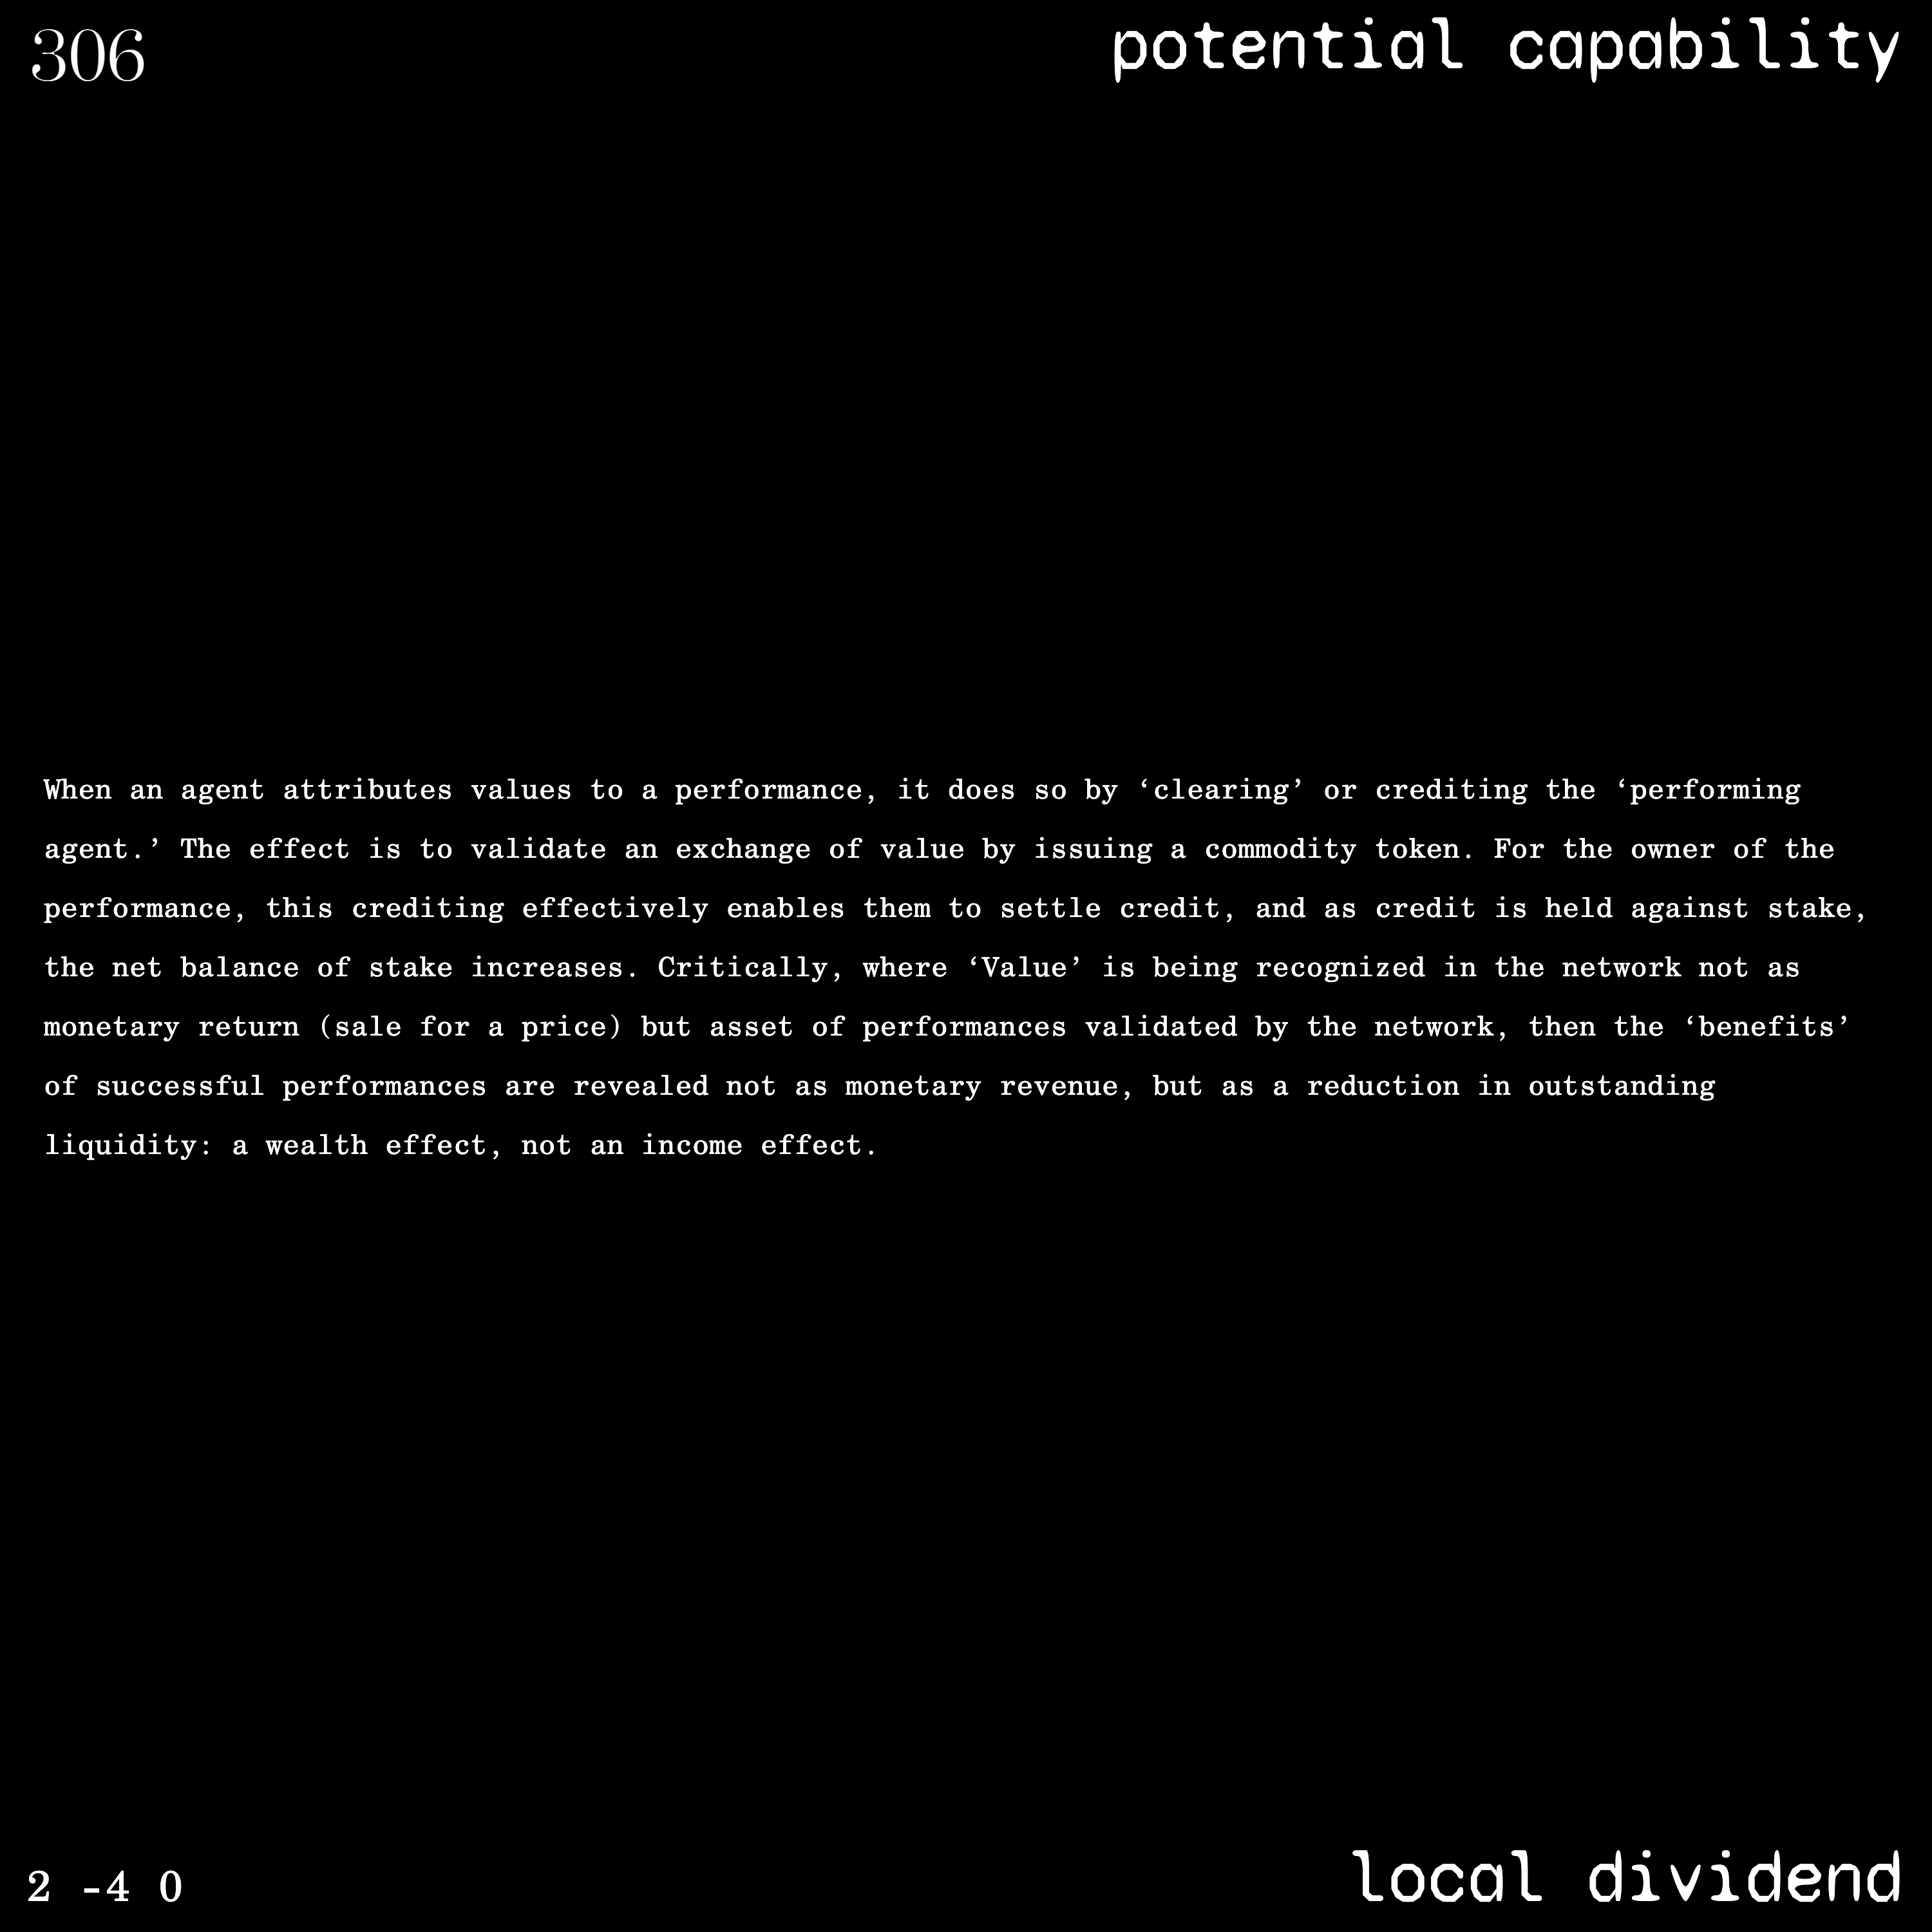 306
potential capability
When an agent attributes values to a performance, it does so by ‘clearing’ or crediting the ‘performing
agent.’ The effect is to validate an exchange of value by issuing a commodity token. For the owner of the
performance, this crediting effectively enables them to settle credit, and as credit is held against stake,
the net balance of stake increases. Critically, where ‘Value’ is being recognized in the network not as
monetary return (sale for a price) but asset of performances validated by the network, then the ‘benefits’
of successful performances are revealed not as monetary revenue, but as a reduction in outstanding
liquidity: a wealth effect, not an income effect.
2 -4 0
local dividend